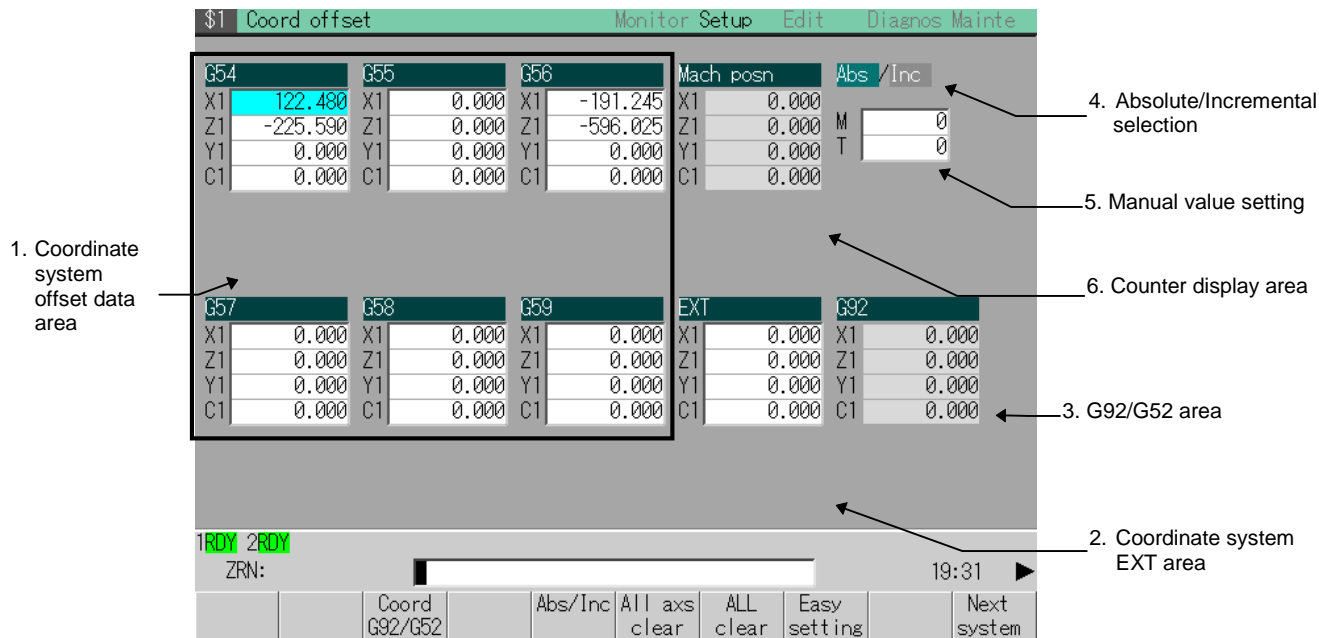 $1 Coord offset Monitor Setup Edit Diagnos Mainte
G54 G55 G56 Mach posn Abs /Inc
X1 122.480 X1 0.000 X1 -191.245 X1 0.000
Z1 -225.590 Z1 0.000 Z1 -596.025 Z1 0.000 M 0
Y1 0.000 Y1 0.000 Y1 0.000 Y1 0.000 T 0
C1 0.000 C1 0.000 C1 0.000 C1 0.000
4. Absolute/Incremental
selection
5. Manual value setting
1. Coordinate
system
offset data
area
6. Counter display area
G57 G58 G59 EXT G92
X1 0.000 X1 0.000 X1 0.000 X1 0.000 X1 0.000
Z1 0.000 Z1 0.000 Z1 0.000 Z1 0.000 Z1 0.000
Y1 0.000 Y1 0.000 Y1 0.000 Y1 0.000 Y1 0.000
C1 0.000 C1 0.000 C1 0.000 C1 0.000 C1 0.000
3. G92/G52 area
2. Coordinate system
EXT area
1RDY 2RDY
ZRN: 19:31
Coord Abs/Inc All axs ALL Easy Next
G92/G52 clear clear setting system